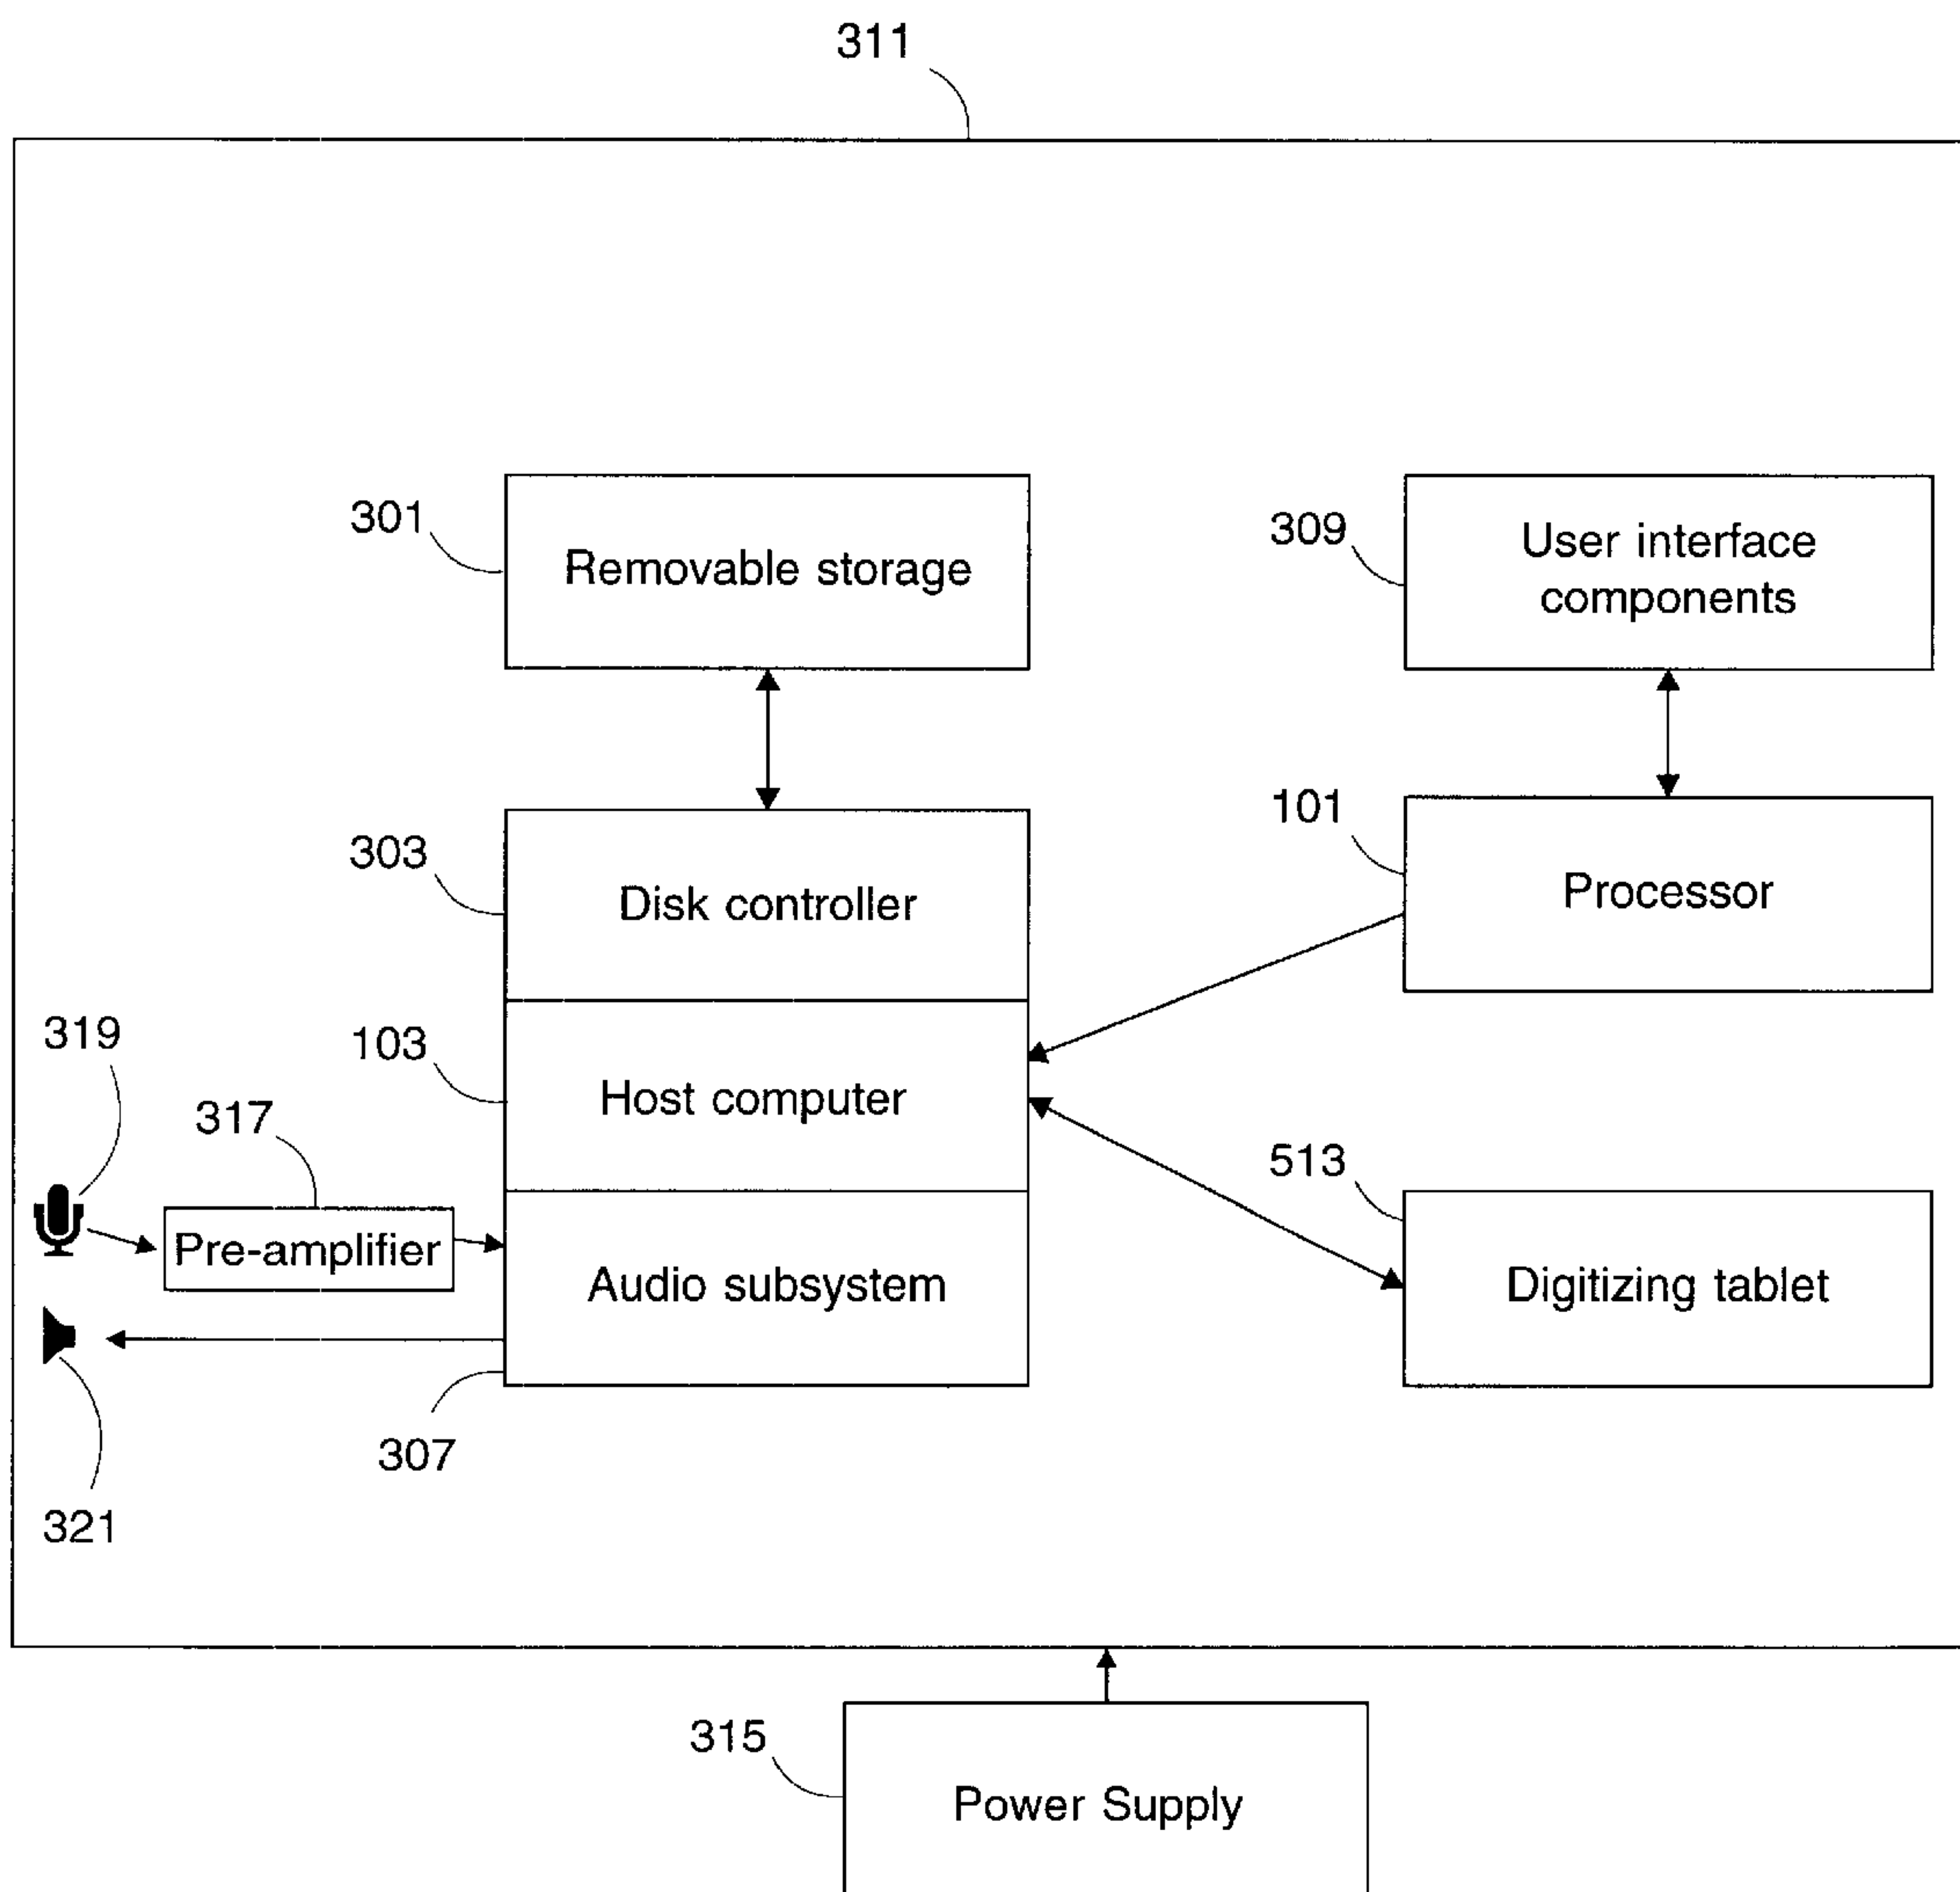 311
301
Removable storage
309
User interface
components
303
Disk controller
101
Processor
319
103
Host computer
317
Pre-amplifier
513
Audio subsystem
Digitizing tablet
307
321
315
Power Supply